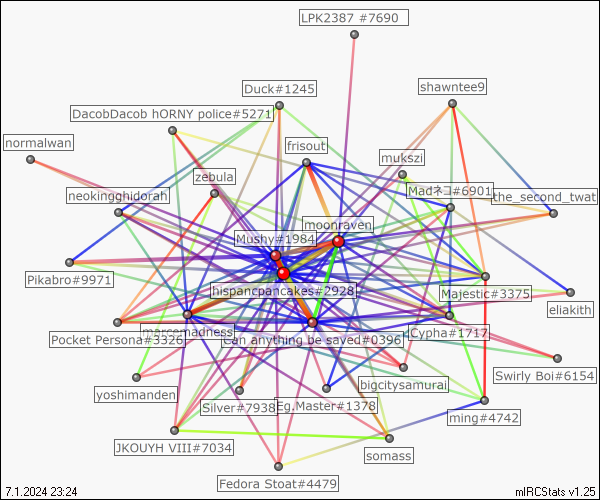 LPK2387 #7690
Duck#1245
shawntee9
DacobDacob hORNY police#5271
normalwan
frisout
mukszi
zebula
neokingghidorah
Madネコ#6901
the_second_twat
moonraven
Mushy#1984
Pikabro#9971
hispancpancakes#2928
Majestic#3375
eliakith
Pocket Persona#3326
Can anything be saved#0396
Cypha#1717
Swirly Boi#6154
yoshimanden
bigcitysamurai
Silver#7938
Eg.Master#1378
ming#4742
JKOUYH VIII#7034
somass
Fedora Stoat#4479
7.1.2024 23:24
mIRCStats v1.25